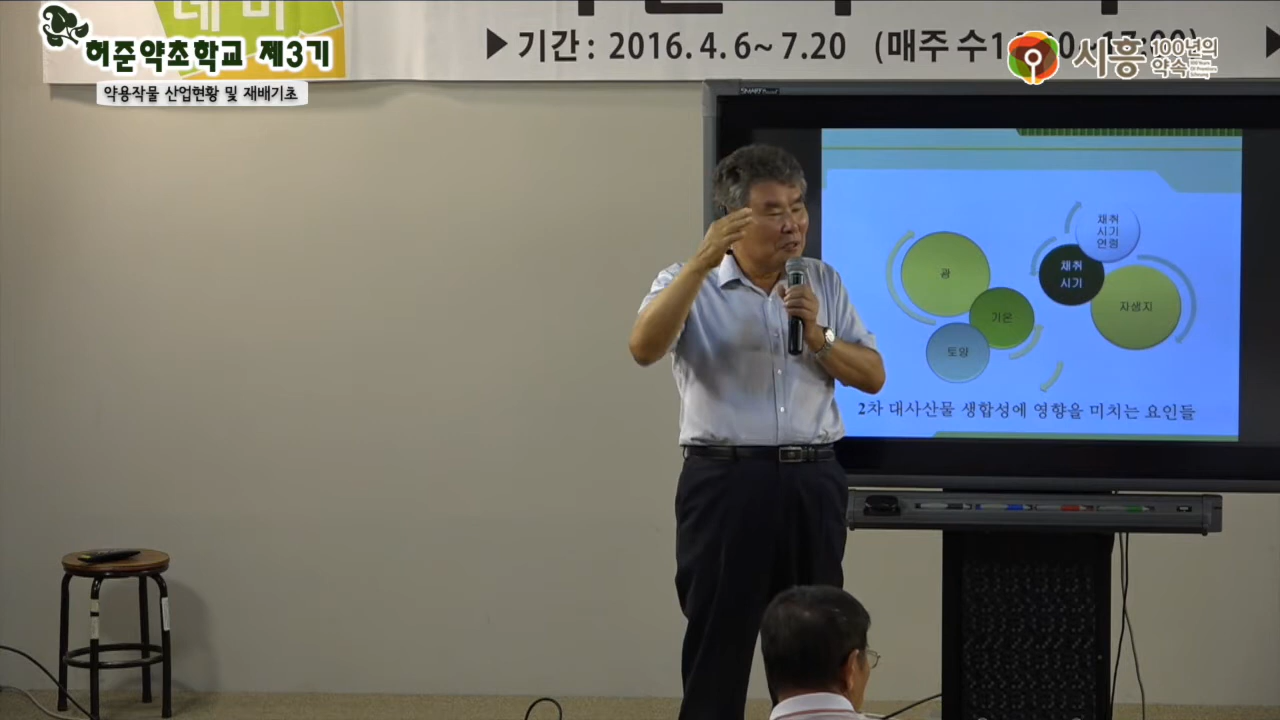 허준약초학교 제3기
약용작물 산업현황 및 재배기초
▶기간 : 2016. 4. 6~ 7.20 (매주 수
시흥 100년의
약속
SMART
채취
시기
연령
광
채취
시기
자생지
기온
토양
2차 대사산물 생합성에 영향을 미치는 요인들